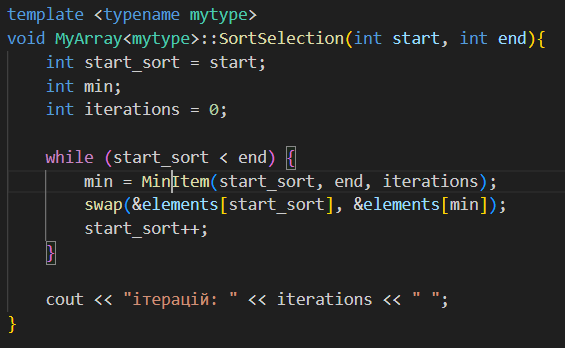 template <typename mytype>
void MyArray<mytype>::SortSelection(int start, int end){
    int start_sort = start;
    int min;
    int iterations = 0;

    while (start_sort < end) {
        min = MinItem(start_sort, end, iterations);
        swap(&elements[start_sort], &elements[min]);
        start_sort++;
    }

    cout << "ітерацій: " << iterations << " ";
}